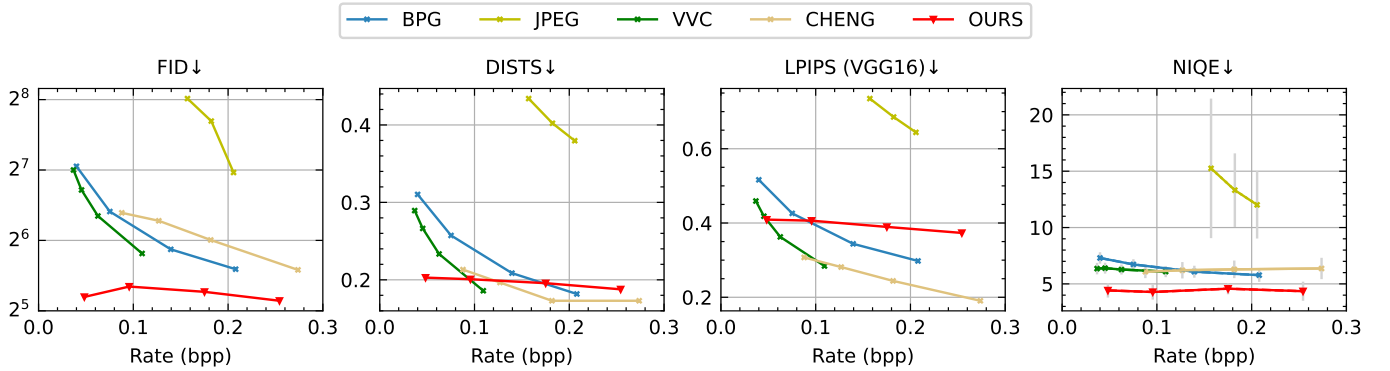 BPG JPEG VVC CHENG OURS
FID↓ DISTS↓ LPIPS (VGG16)↓ NIQE↓
2^8
2^7
2^6
2^5
0.0 0.1 0.2 0.3
Rate (bpp)
0.4
0.3
0.2
0.0 0.1 0.2 0.3
Rate (bpp)
0.6
0.4
0.2
0.0 0.1 0.2 0.3
Rate (bpp)
20
15
10
5
0.0 0.1 0.2 0.3
Rate (bpp)